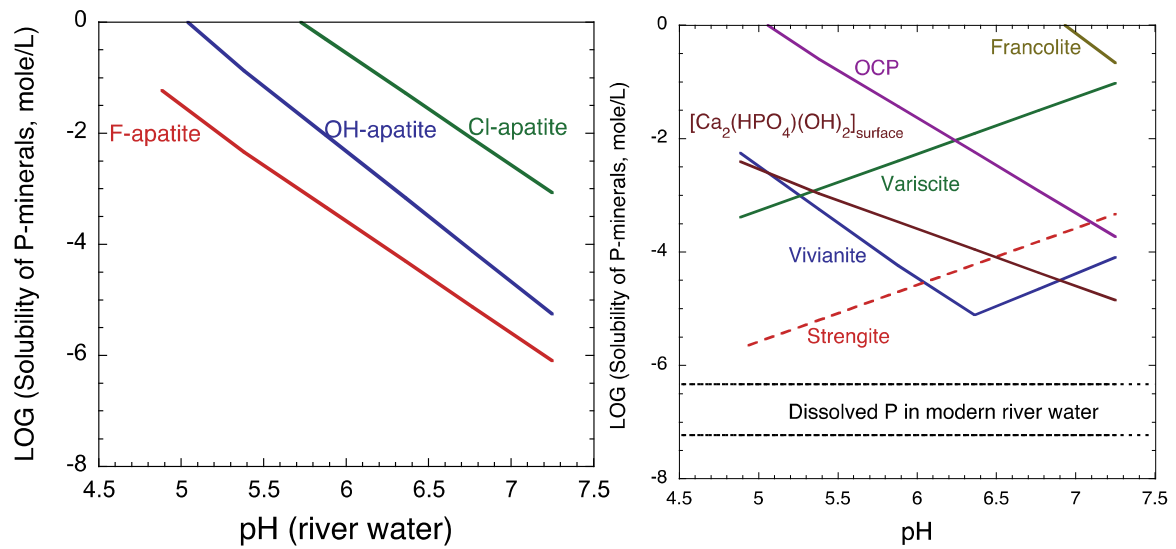 LOG (Solubility of P-minerals, mole/L)
0
-2
-4
-6
-8
F-apatite
OH-apatite
Cl-apatite
4.5 5 5.5 6 6.5 7 7.5
pH (river water)
LOG (Solubility of P-minerals, mole/L)
0
-2
-4
-6
-8
Francolite
OCP
[Ca₂(HPO₄)(OH)₂]surface
Variscite
Vivianite
Strengite
Dissolved P in modern river water
4.5 5 5.5 6 6.5 7 7.5
pH